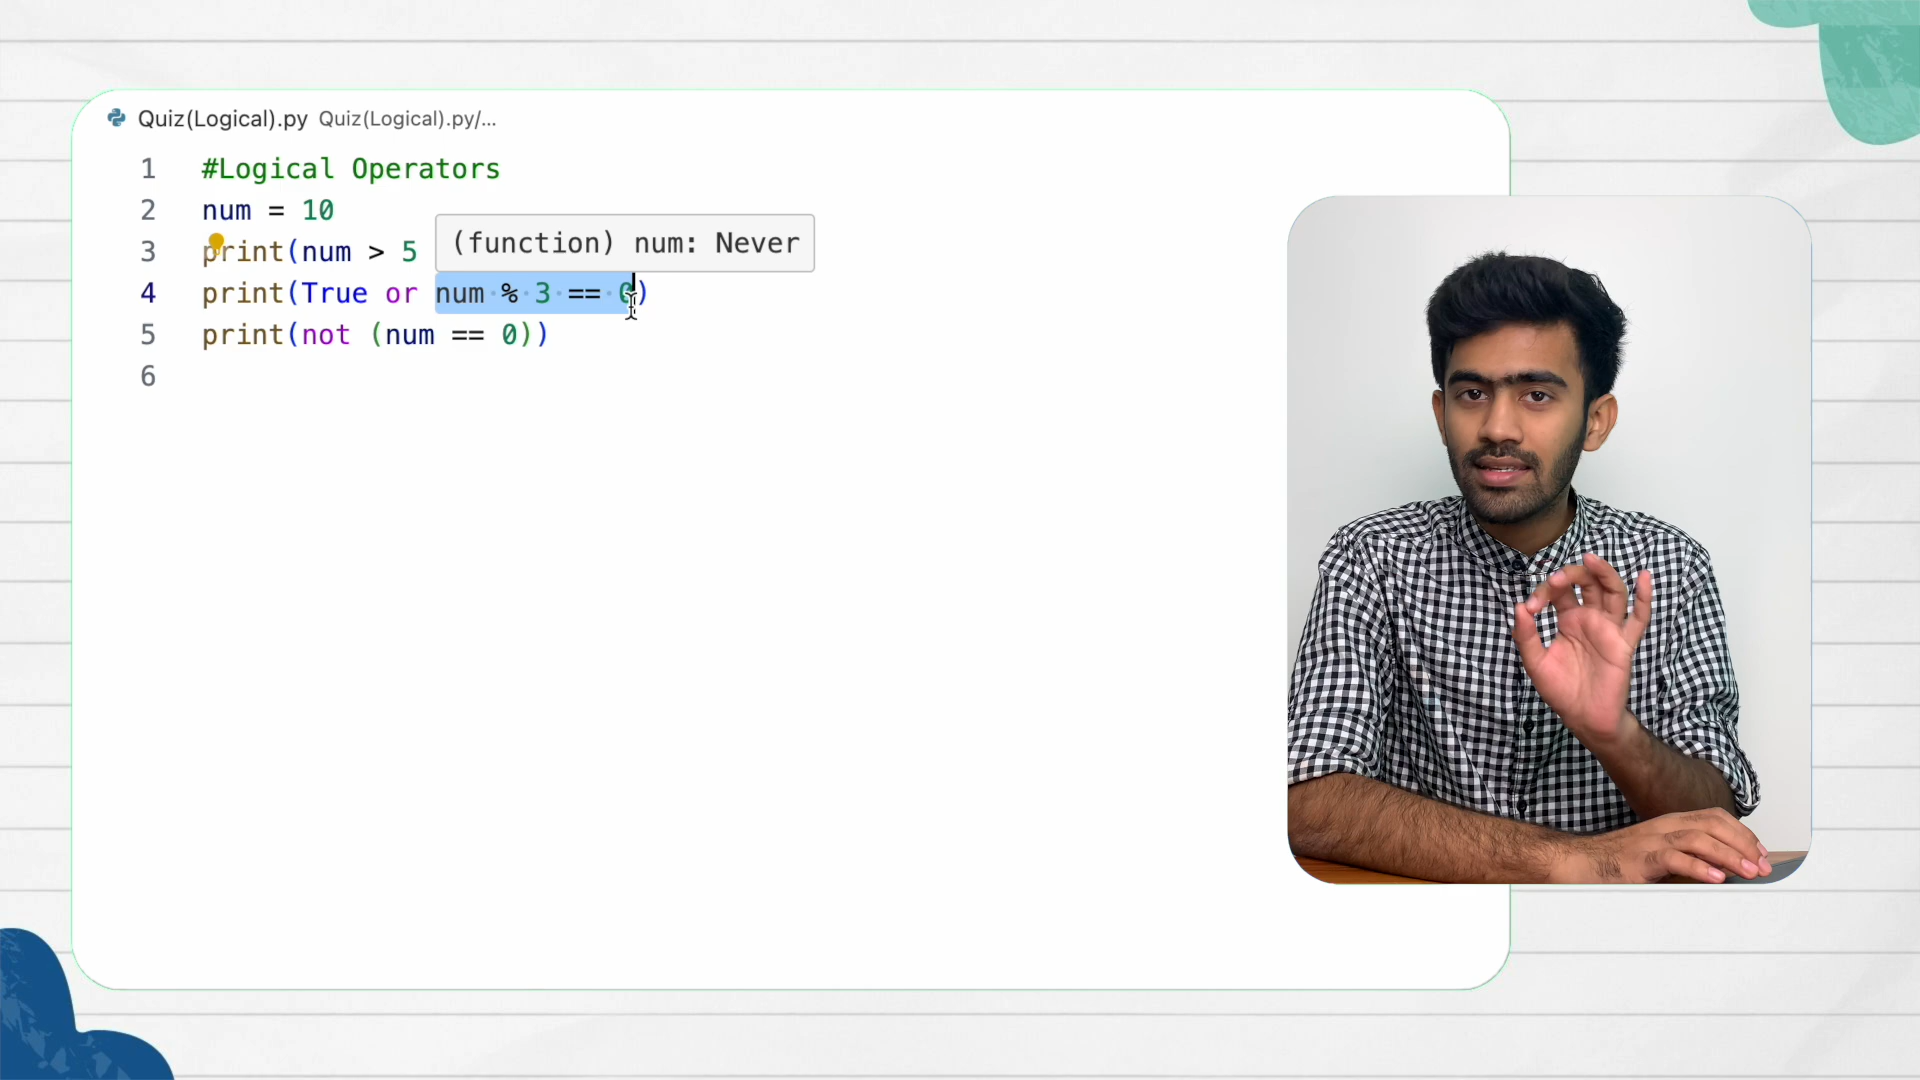 Quiz(Logical).py Quiz(Logical).py/...
1 #Logical Operators
2 num = 10
3 print(num > 5
(function) num: Never
4 print(True or num % 3 == 0)
5 print(not (num == 0))
6